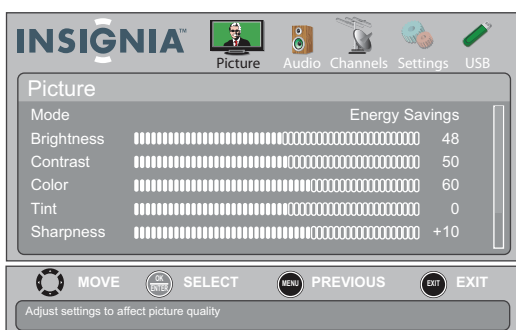 INSIGNIA™
Picture Audio Channels Settings USB
Picture
Mode Energy Savings
Brightness 48
Contrast 50
Color 60
Tint 0
Sharpness +10
MOVE OK ENTER SELECT MENU PREVIOUS EXIT EXIT
Adjust settings to affect picture quality